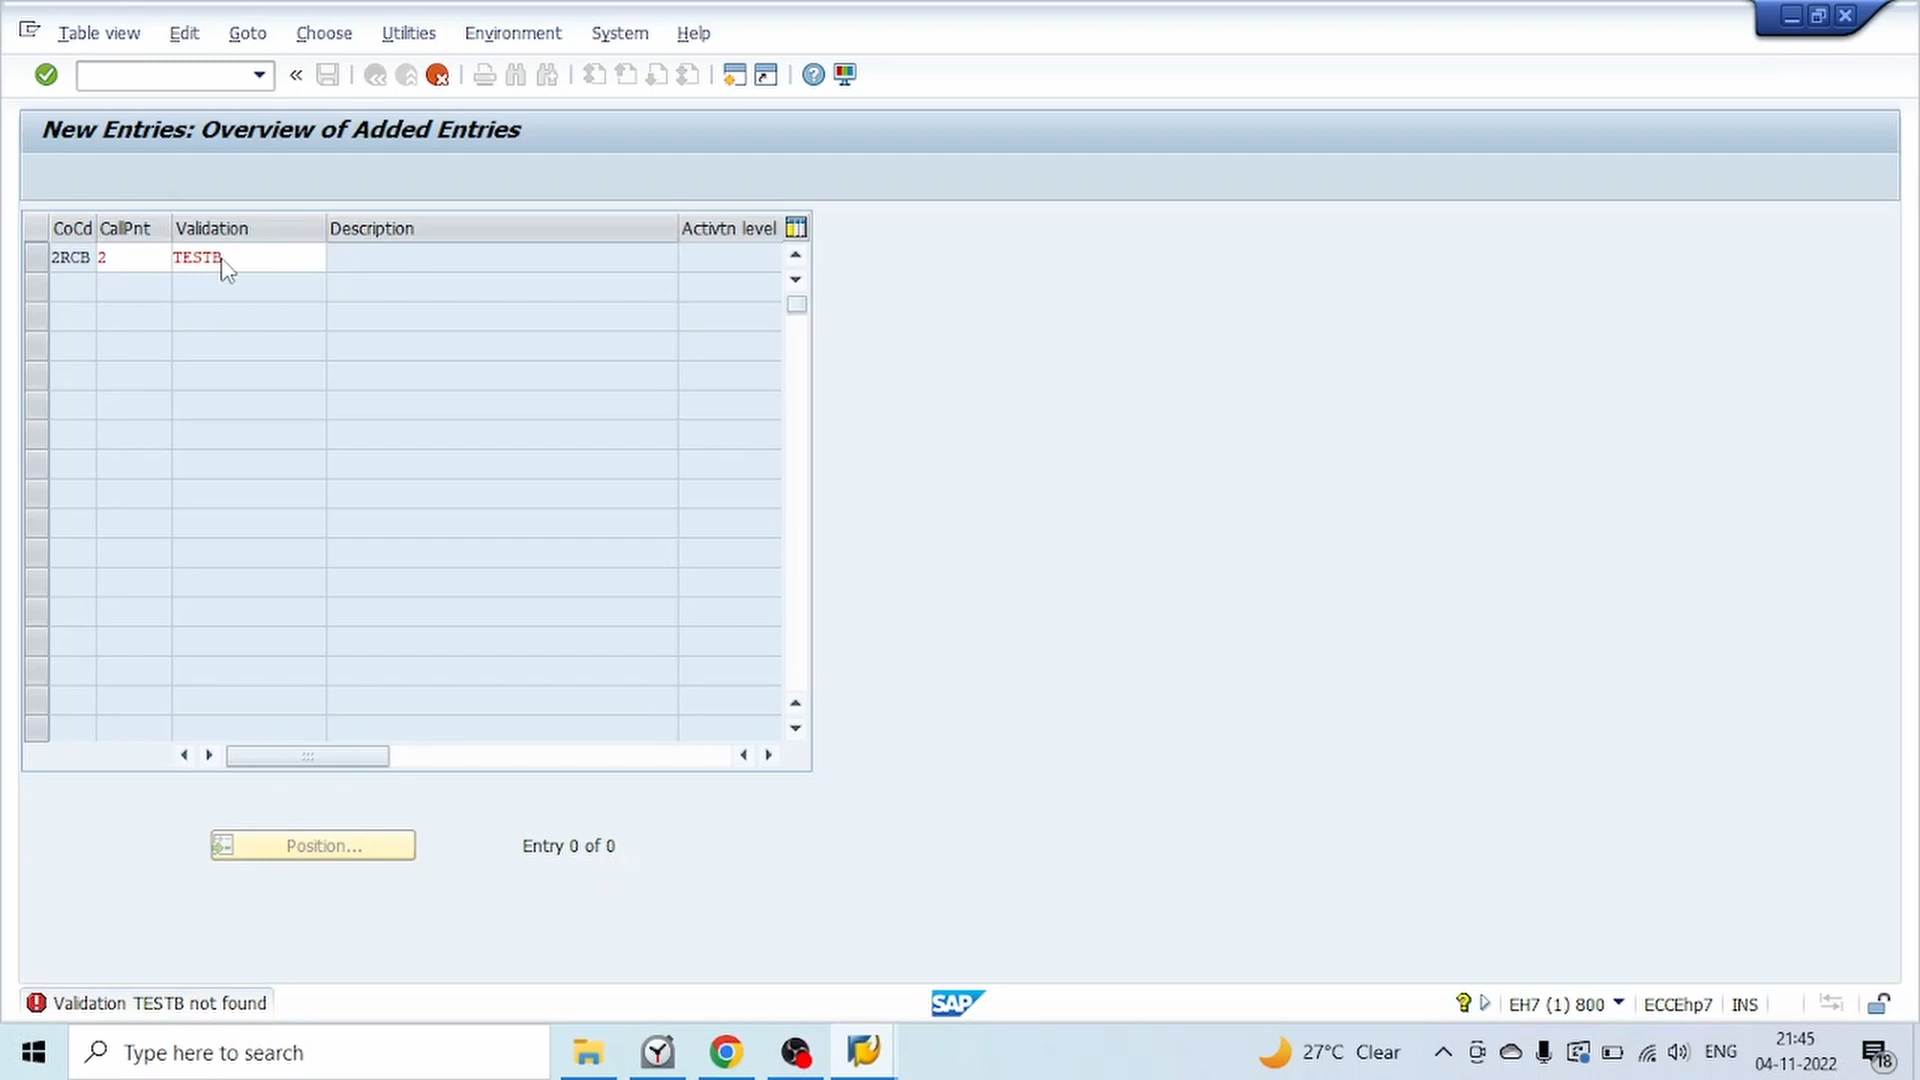 Table view Edit Goto Choose Utilities Environment System Help
New Entries: Overview of Added Entries
CoCd CallPnt Validation Description Activtn level
2RCB 2 TESTB
Position... Entry 0 of 0
Validation TESTB not found SAP EH7 (1) 800 ECCEhp7 INS
Type here to search 27°C Clear ENG 21:45
04-11-2022 18